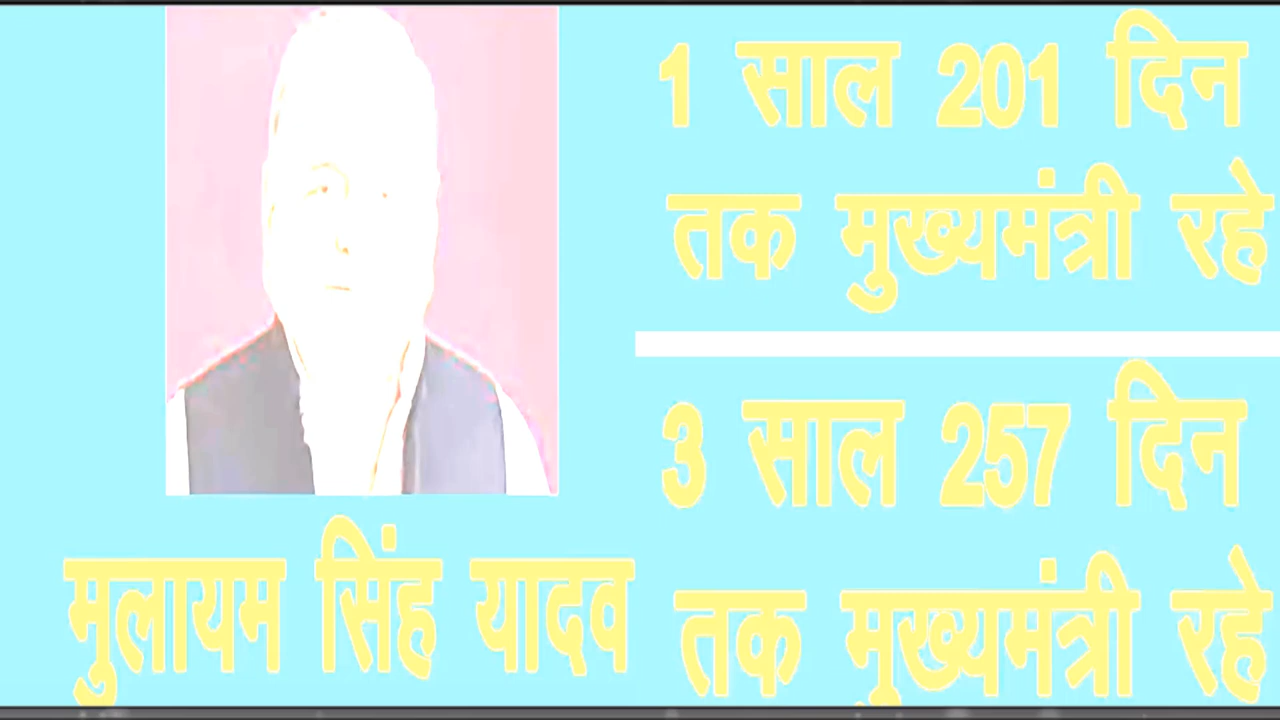 1 साल 201 दिन
तक मुख्यमंत्री रहे
3 साल 257 दिन
तक मुख्यमंत्री रहे
मुलायम सिंह यादव